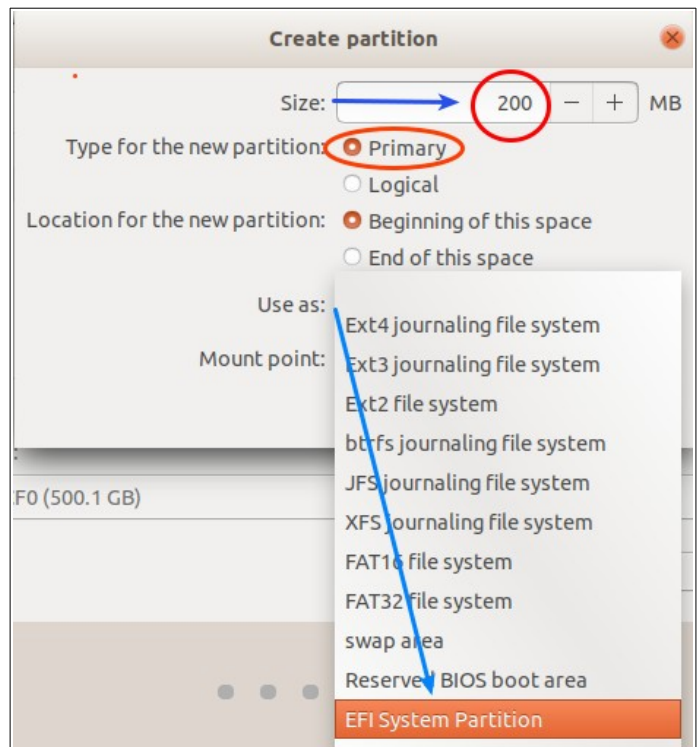 Create partition
Size: 200 − + MB
Type for the new partition: Primary
Logical
Location for the new partition: Beginning of this space
End of this space
Use as:
Ext4 journaling file system
Mount point:
Ext3 journaling file system
Ext2 file system
btrfs journaling file system
JFS journaling file system
F0 (500.1 GB)
XFS journaling file system
FAT16 file system
FAT32 file system
swap area
Reserved BIOS boot area
EFI System Partition